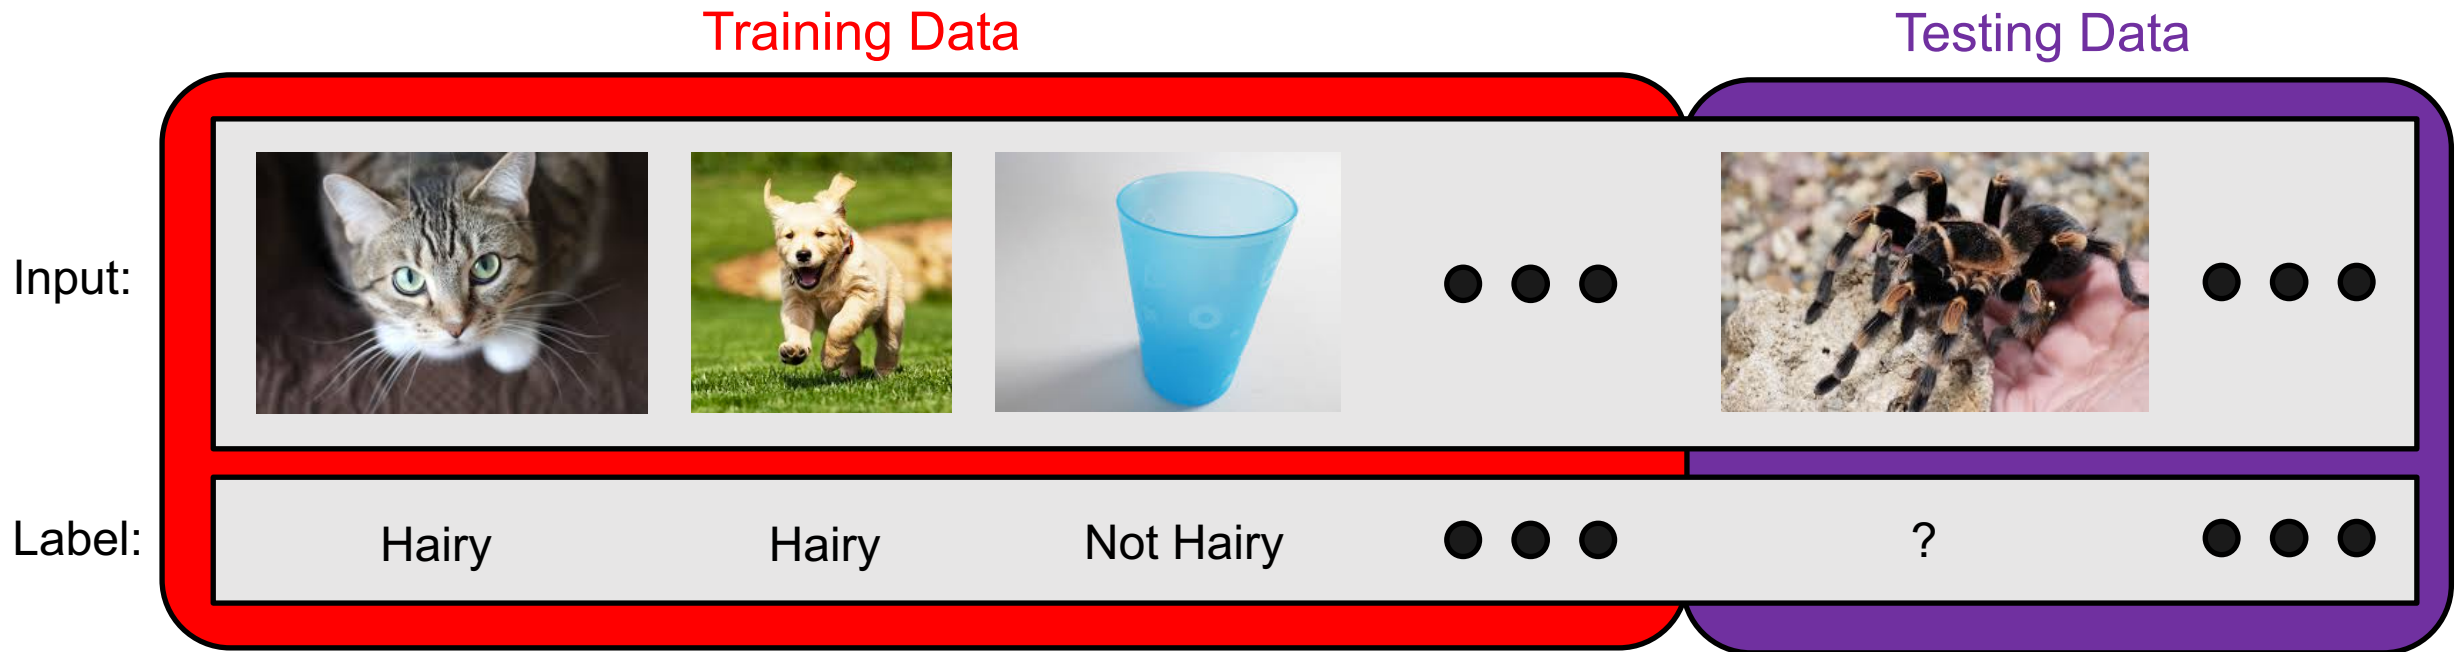 Training Data
Testing Data
Input:
Label:
Hairy
Hairy
Not Hairy
?